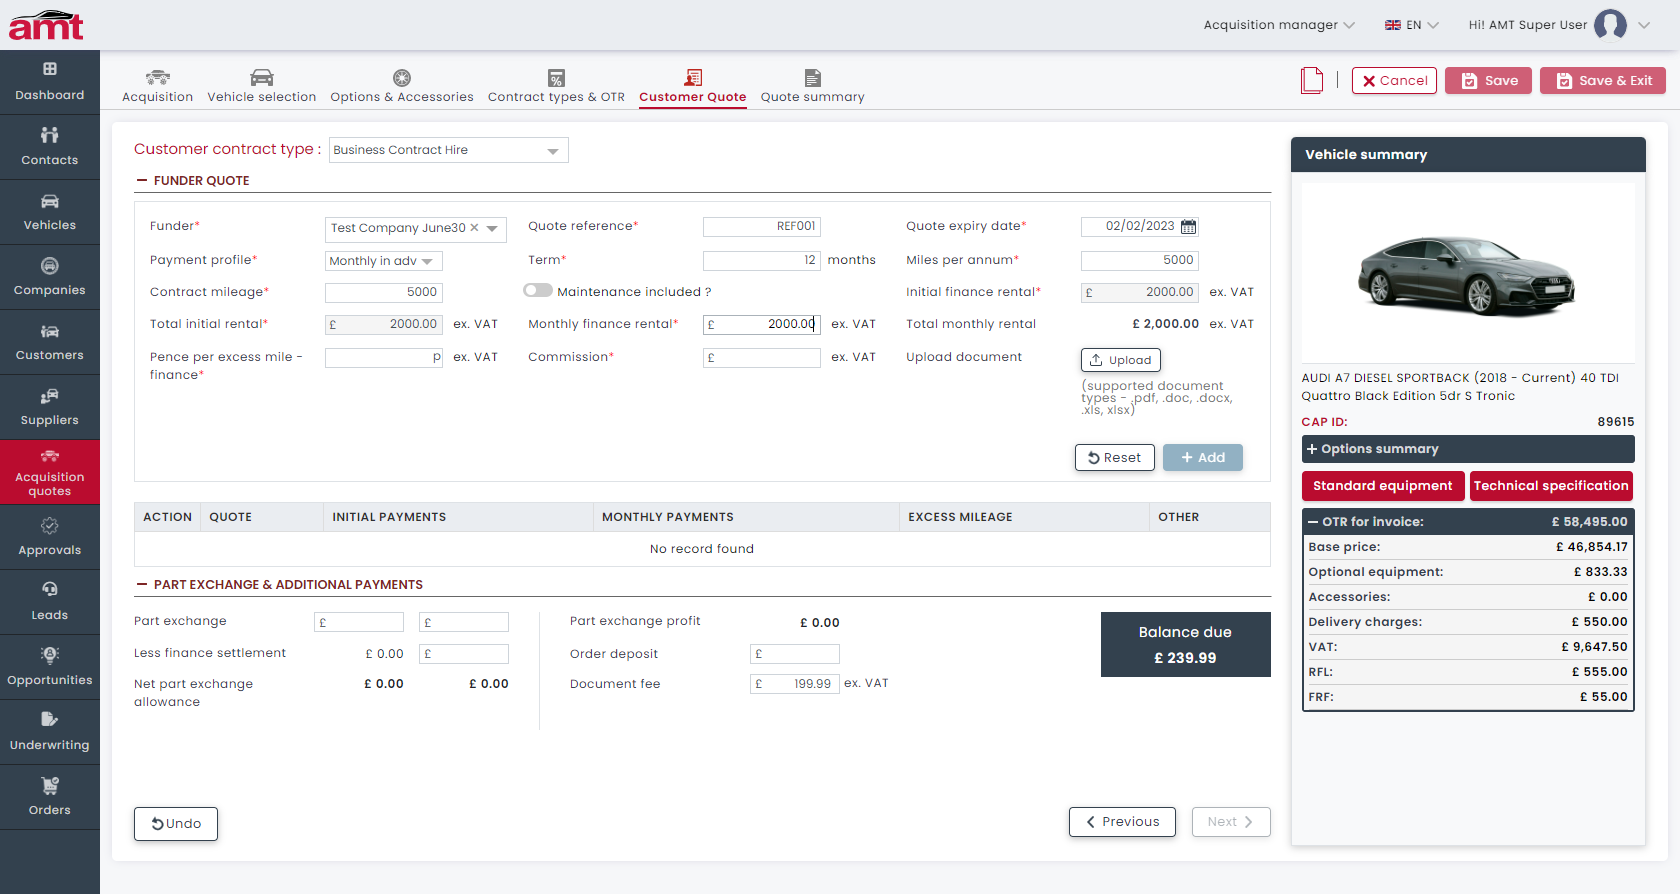 amt
Acquisition manager
EN
Hi! AMT Super User
Dashboard
Contacts
Vehicles
Companies
Customers
Suppliers
Acquisition
quotes
Approvals
Leads
Opportunities
Underwriting
Orders
Acquisition
Vehicle selection
Options & Accessories
Contract types & OTR
Customer Quote
Quote summary
Cancel
Save
Save & Exit
Customer contract type :
Business Contract Hire
FUNDER QUOTE
Funder*
Test Company June30
Quote reference*
REF001
Quote expiry date*
02/02/2023
Payment profile*
Monthly in adv
Term*
12 months
Miles per annum*
5000
Contract mileage*
5000
Maintenance included ?
Initial finance rental*
£ 2000.00 ex. VAT
Total initial rental*
£ 2000.00 ex. VAT
Monthly finance rental*
£ 2000.00 ex. VAT
Total monthly rental
£ 2,000.00 ex. VAT
Pence per excess mile -
finance*
p ex. VAT
Commission*
£ ex. VAT
Upload document
Upload
(supported document
types - .pdf, .doc, .docx,
.xls, xlsx)
Reset
+ Add
ACTION QUOTE INITIAL PAYMENTS MONTHLY PAYMENTS EXCESS MILEAGE OTHER
No record found
PART EXCHANGE & ADDITIONAL PAYMENTS
Part exchange £ £
Less finance settlement £ 0.00 £
Net part exchange
allowance
£ 0.00 £ 0.00
Part exchange profit £ 0.00
Order deposit £
Document fee £ 199.99 ex. VAT
Balance due
£ 239.99
Undo
Previous
Next
Vehicle summary
AUDI A7 DIESEL SPORTBACK (2018 - Current) 40 TDI
Quattro Black Edition 5dr S Tronic
CAP ID: 89615
+ Options summary
Standard equipment
Technical specification
OTR for invoice: £ 58,495.00
Base price: £ 46,854.17
Optional equipment: £ 833.33
Accessories: £ 0.00
Delivery charges: £ 550.00
VAT: £ 9,647.50
RFL: £ 555.00
FRF: £ 55.00